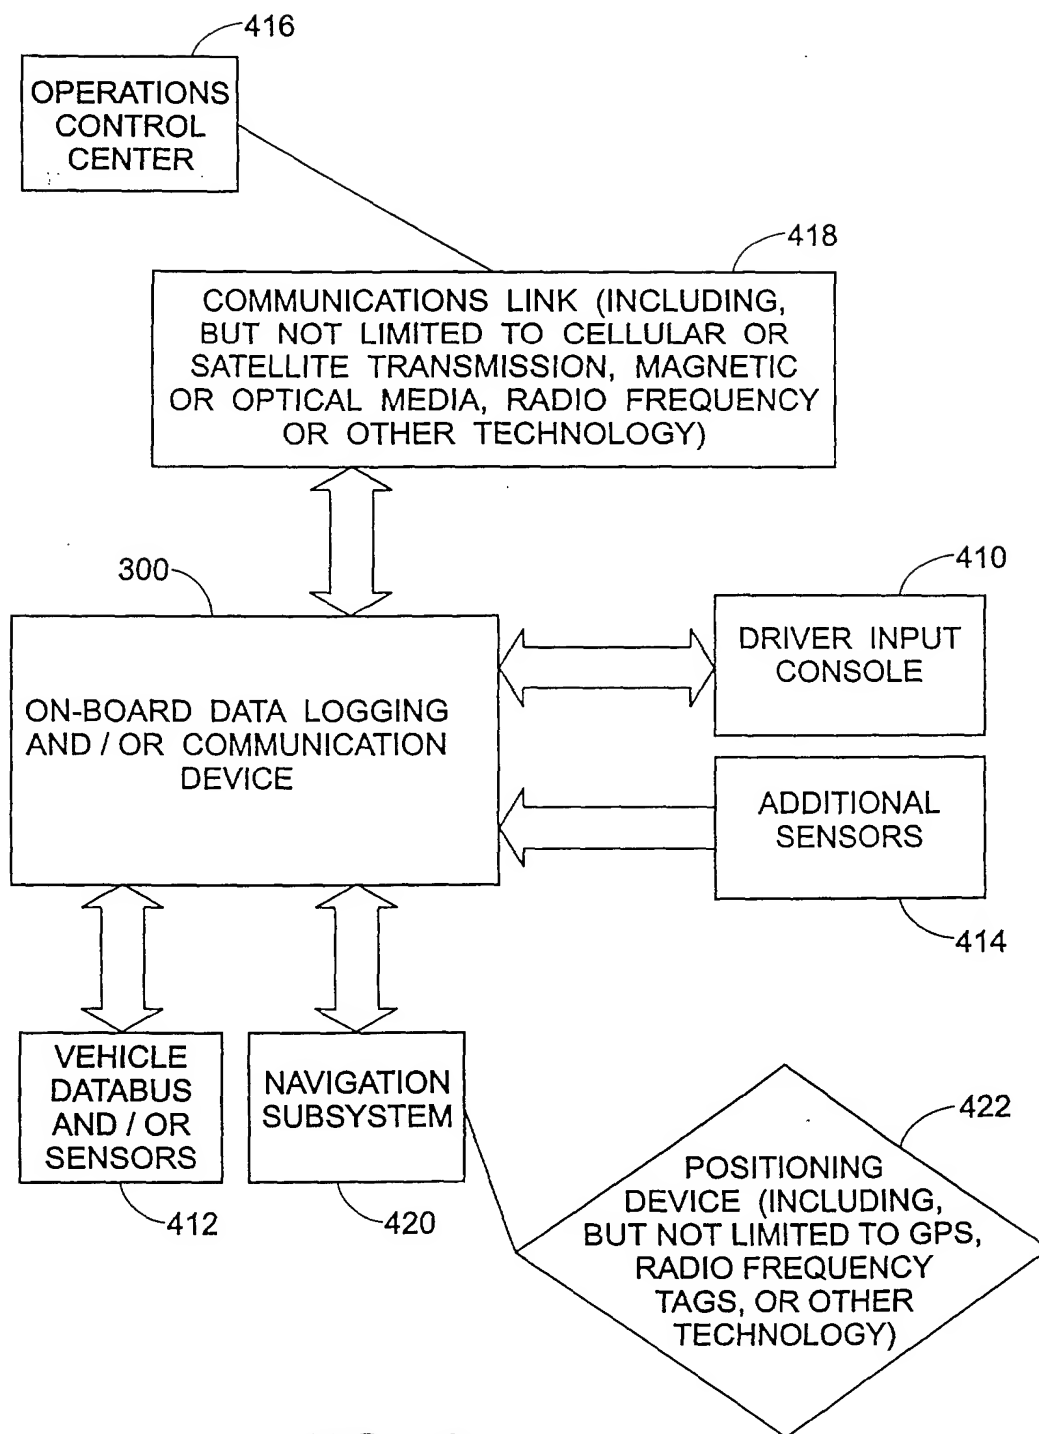 416
OPERATIONS
CONTROL
CENTER
418
COMMUNICATIONS LINK (INCLUDING,
BUT NOT LIMITED TO CELLULAR OR
SATELLITE TRANSMISSION, MAGNETIC
OR OPTICAL MEDIA, RADIO FREQUENCY
OR OTHER TECHNOLOGY)
300
410
DRIVER INPUT
CONSOLE
ON-BOARD DATA LOGGING
AND / OR COMMUNICATION
DEVICE
ADDITIONAL
SENSORS
414
VEHICLE
DATABUS
AND / OR
SENSORS
412
NAVIGATION
SUBSYSTEM
420
422
POSITIONING
DEVICE (INCLUDING,
BUT NOT LIMITED TO GPS,
RADIO FREQUENCY
TAGS, OR OTHER
TECHNOLOGY)